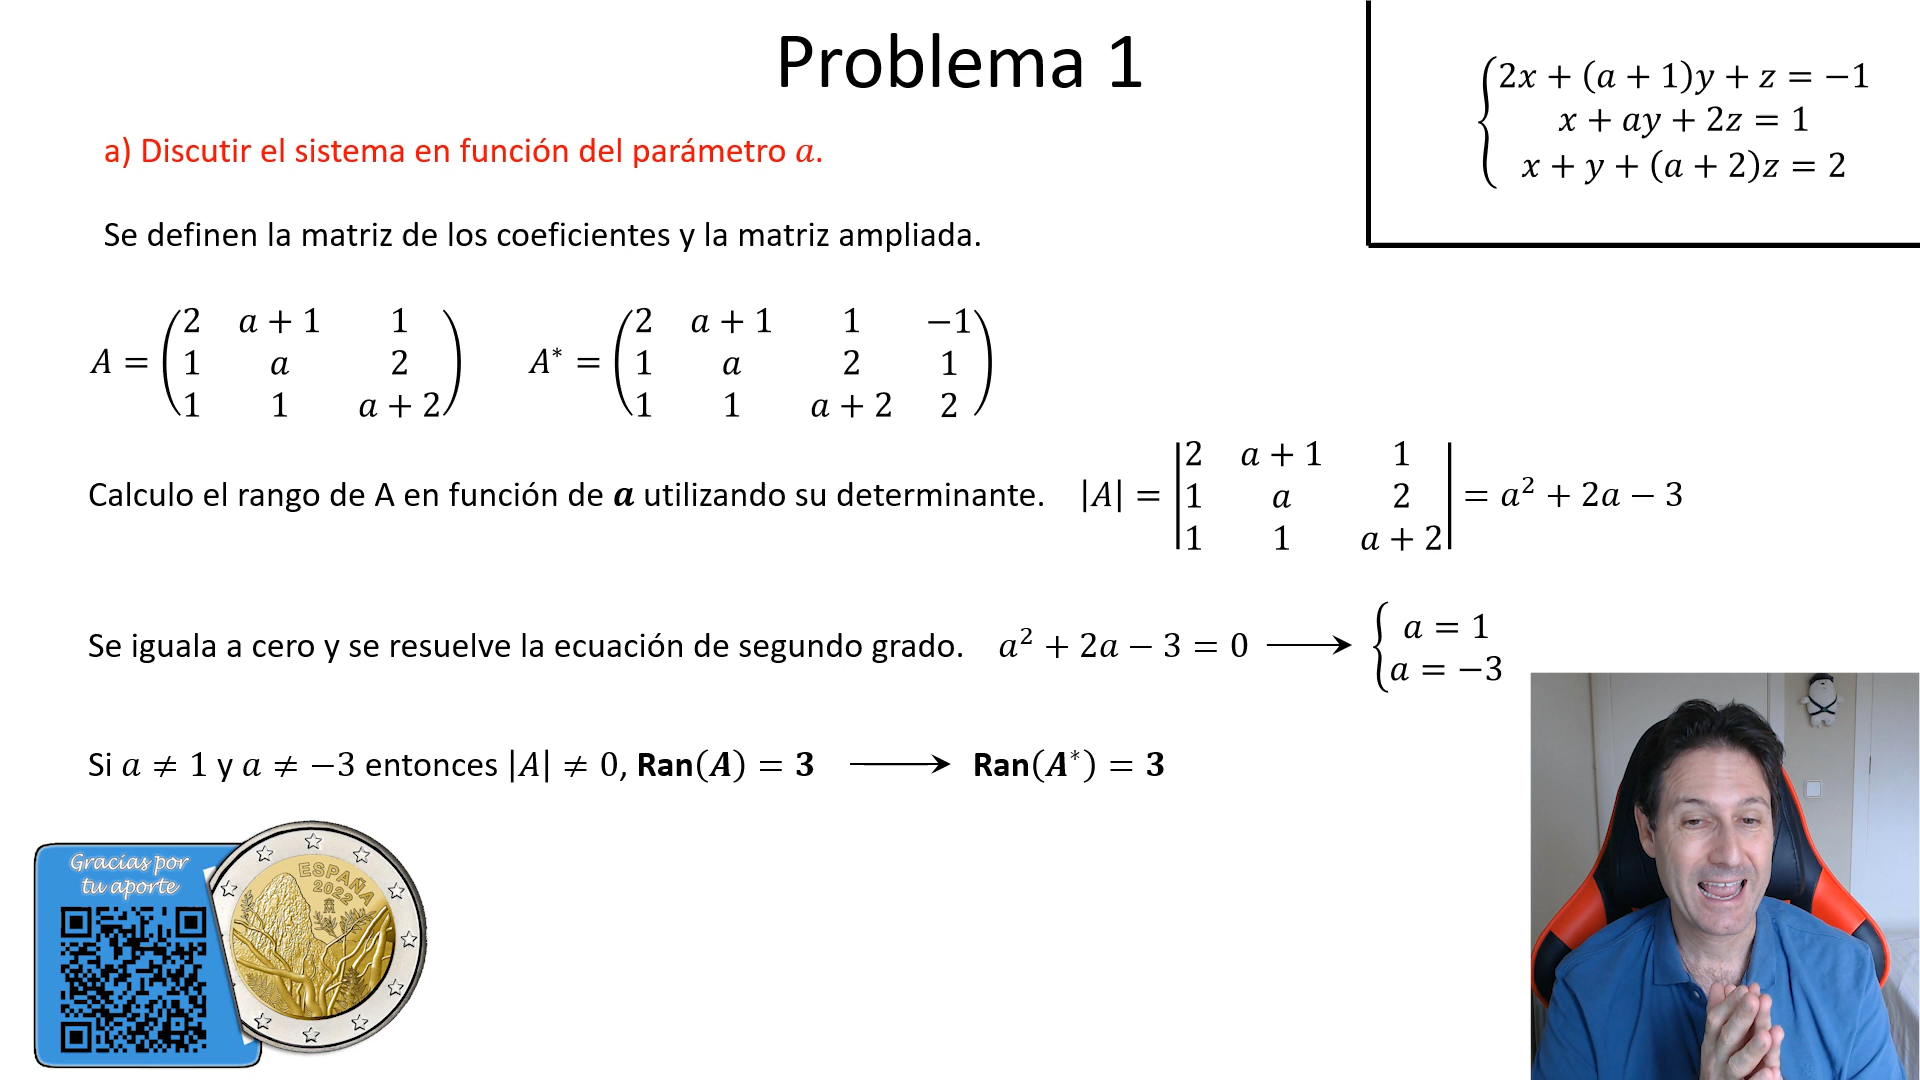 Problema 1
2x + (a + 1)y + z = −1
x + ay + 2z = 1
x + y + (a + 2)z = 2
a) Discutir el sistema en función del parámetro a.
Se definen la matriz de los coeficientes y la matriz ampliada.
2 a + 1 1 2 a + 1 1 −1
A = 1 a 2 A* = 1 a 2 1
1 1 a + 2 1 1 a + 2 2
2 a + 1 1
Calculo el rango de A en función de a utilizando su determinante. |A| = 1 a 2 = a² + 2a − 3
1 1 a + 2
Se iguala a cero y se resuelve la ecuación de segundo grado. a² + 2a − 3 = 0 ⟶ { a = 1
a = −3
Si a ≠ 1 y a ≠ −3 entonces |A| ≠ 0, Ran(A) = 3 ⟶ Ran(A*) = 3
Gracias por
tu aporte
ESPAÑA
2022